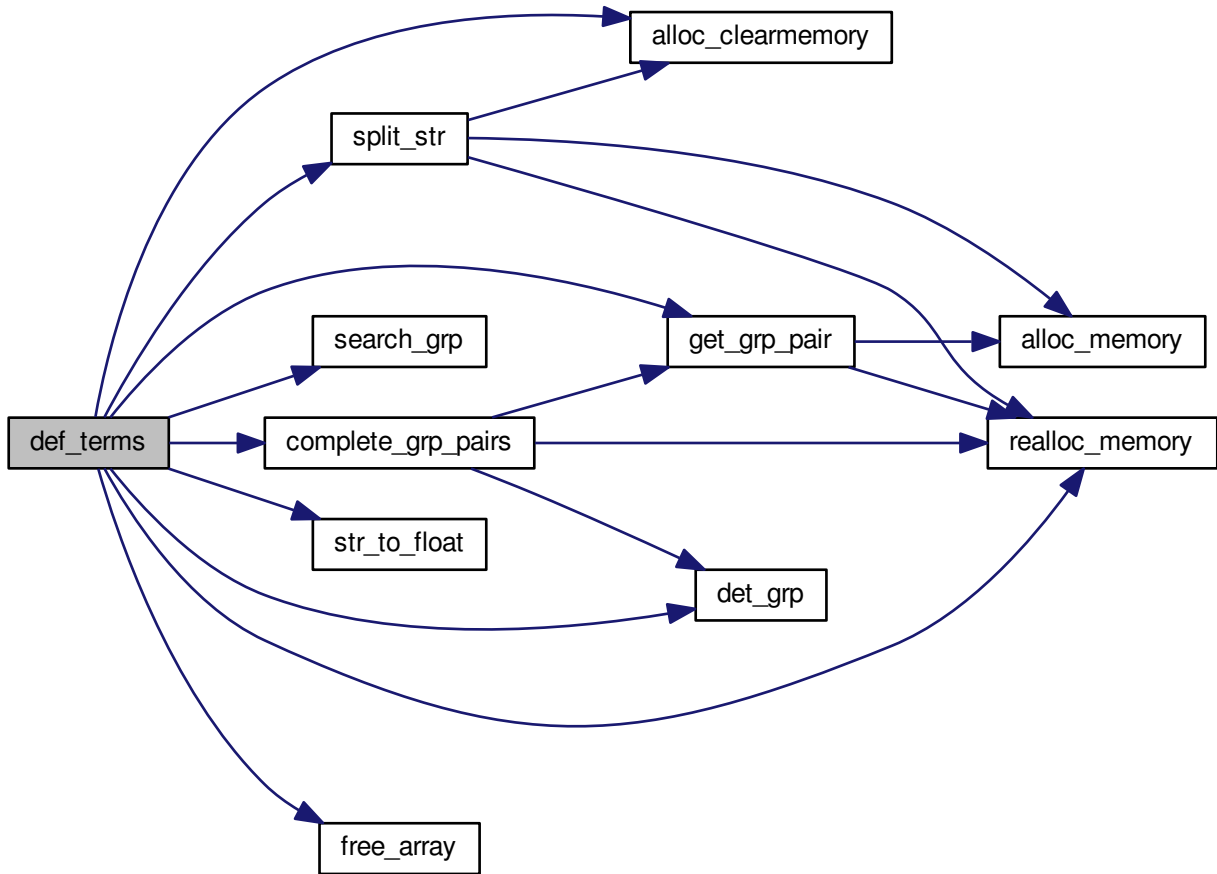 alloc_clearmemory
split_str
search_grp
get_grp_pair
alloc_memory
def_terms
complete_grp_pairs
realloc_memory
str_to_float
det_grp
free_array